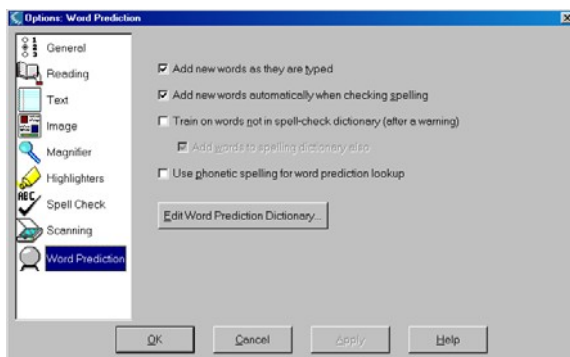 Options: Word Prediction
General
Reading
Text
Image
Magnifier
Highlighters
ABC
Spell Check
Scanning
Word Prediction
Add new words as they are typed
Add new words automatically when checking spelling
Train on words not in spell-check dictionary (after a warning)
Add words to spelling dictionary also
Use phonetic spelling for word prediction lookup
Edit Word Prediction Dictionary...
OK
Cancel
Apply
Help